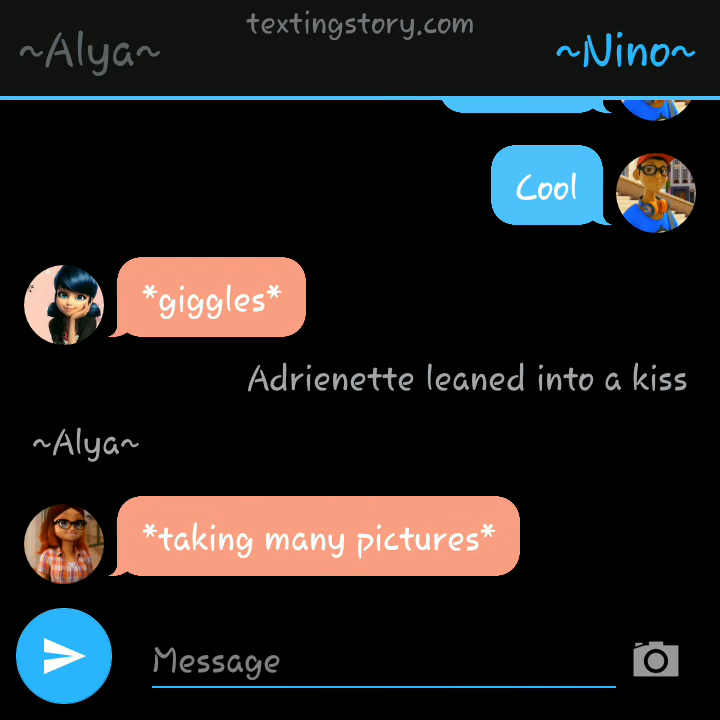 textingstory.com
~Alya~
~Nino~
Cool
*giggles*
Adrienette leaned into a kiss
~Alya~
*taking many pictures*
Message